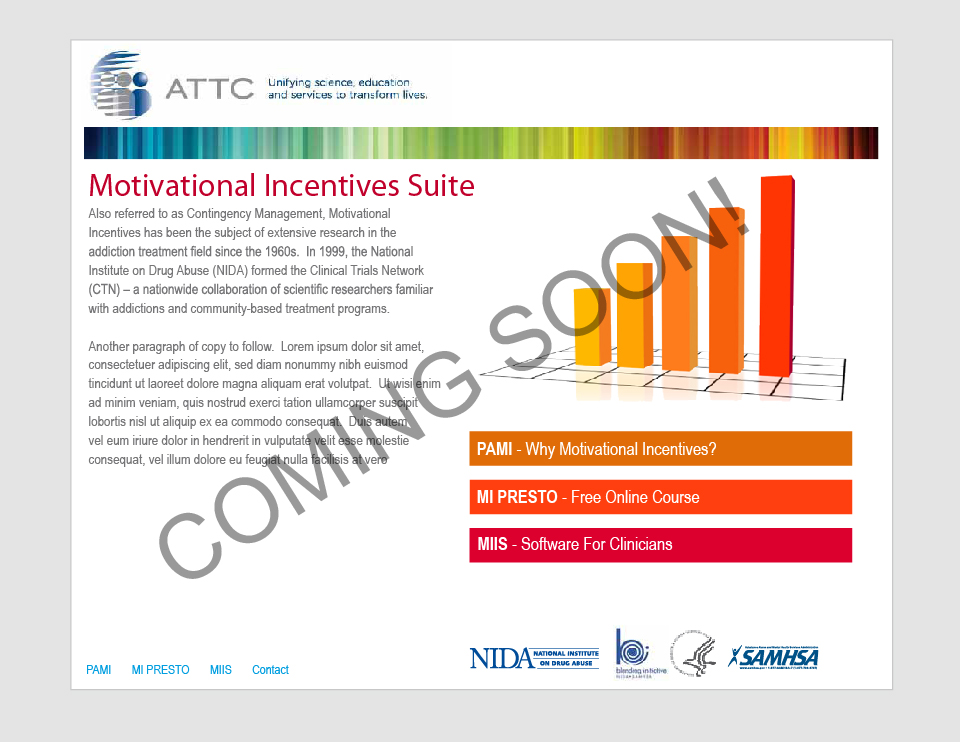 ATTC
Unifying science, education
and services to transform lives.
Motivational Incentives Suite
Also referred to as Contingency Management, Motivational
Incentives has been the subject of extensive research in the
addiction treatment field since the 1960s.  In 1999, the National
Institute on Drug Abuse (NIDA) formed the Clinical Trials Network
(CTN) – a nationwide collaboration of scientific researchers familiar
with addictions and community-based treatment programs.
Another paragraph of copy to follow.  Lorem ipsum dolor sit amet,
consectetuer adipiscing elit, sed diam nonummy nibh euismod
tincidunt ut laoreet dolore magna aliquam erat volutpat.  Ut wisi enim
ad minim veniam, quis nostrud exerci tation ullamcorper suscipit
lobortis nisl ut aliquip ex ea commodo consequat.  Duis autem
vel eum iriure dolor in hendrerit in vulputate velit esse molestie
consequat, vel illum dolore eu feugiat nulla facilisis at vero
COMING SOON!
PAMI - Why Motivational Incentives?
MI PRESTO - Free Online Course
MIIS - Software For Clinicians
PAMI MI PRESTO MIIS Contact
NIDA NATIONAL INSTITUTE
ON DRUG ABUSE
blending initiative
SAMHSA